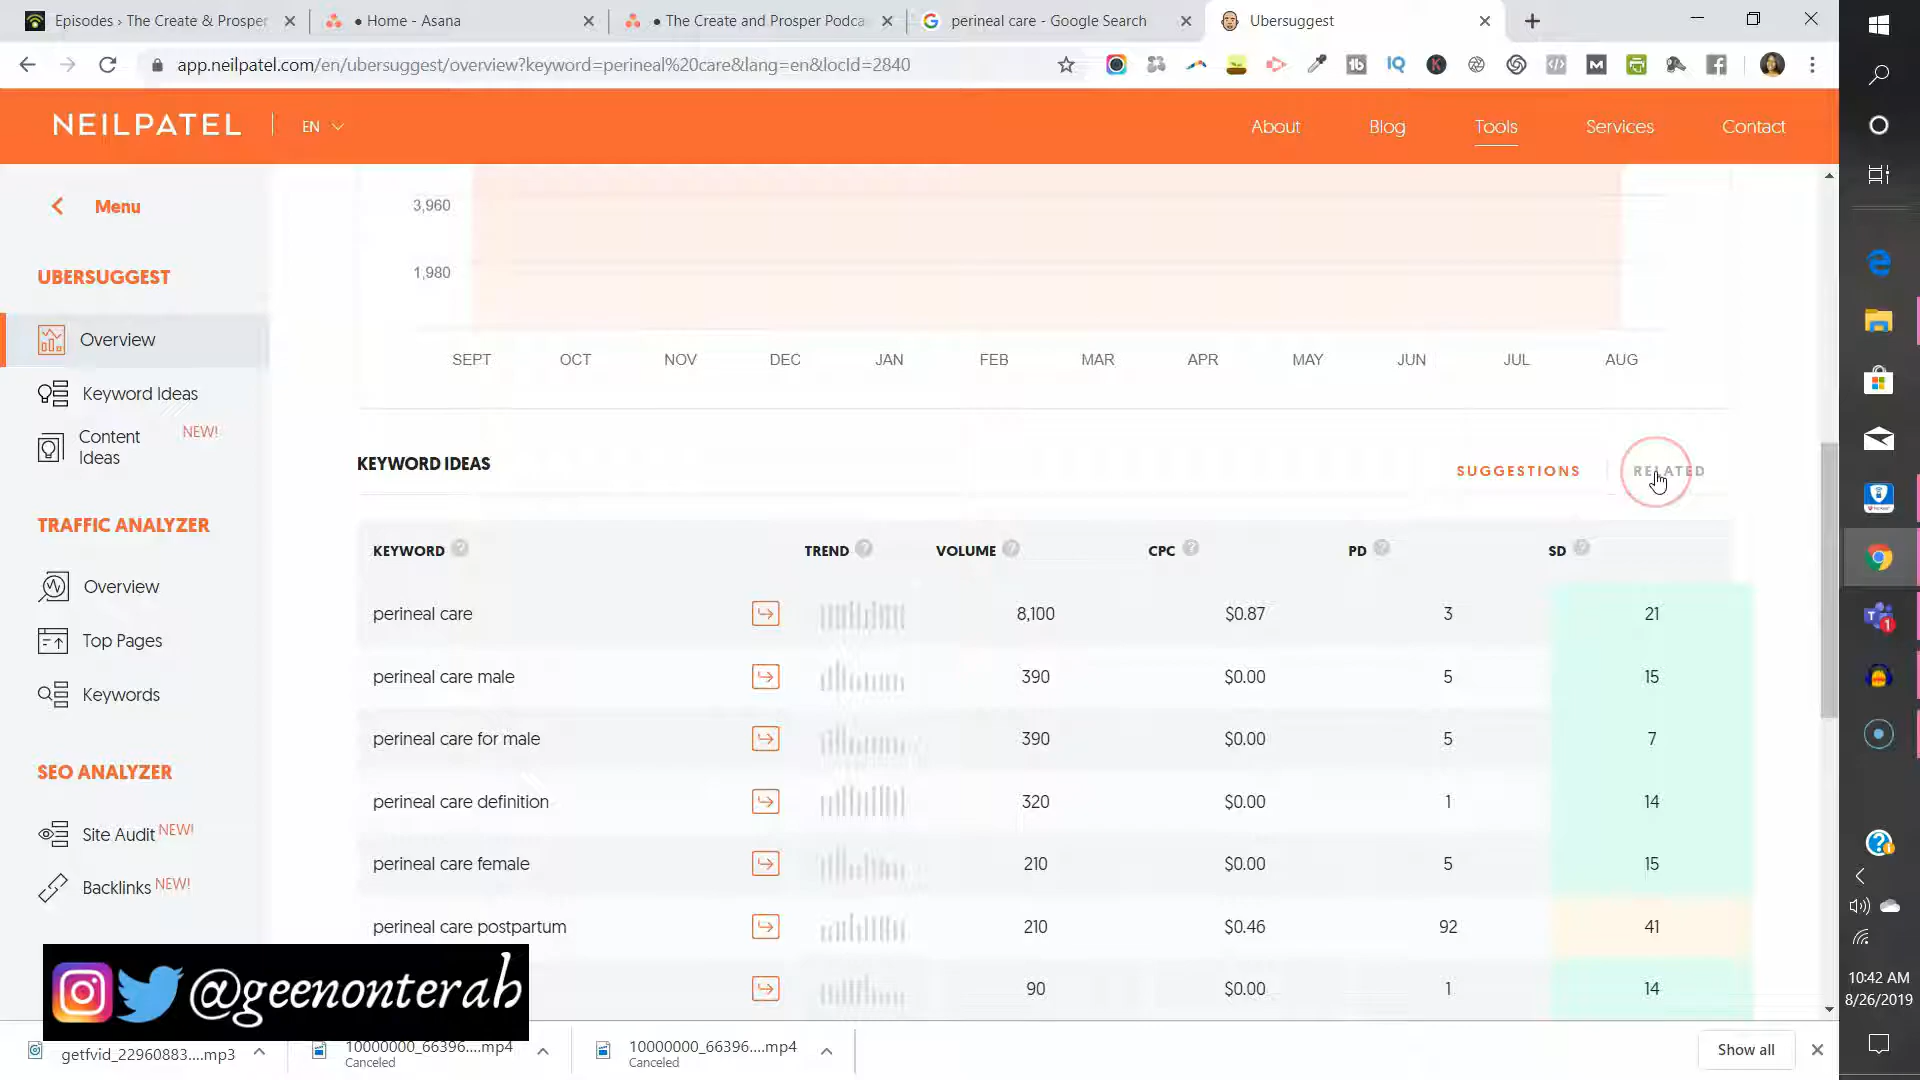 Episodes › The Create & Prosper
Home - Asana
The Create and Prosper Podca
perineal care - Google Search
Ubersuggest
app.neilpatel.com/en/ubersuggest/overview?keyword=perineal%20care&lang=en&locId=2840
NEILPATEL
EN
About
Blog
Tools
Services
Contact
Menu
UBERSUGGEST
Overview
Keyword Ideas
Content Ideas
NEW!
TRAFFIC ANALYZER
Overview
Top Pages
Keywords
SEO ANALYZER
Site Audit NEW!
Backlinks NEW!
3,960
1,980
SEPT OCT NOV DEC JAN FEB MAR APR MAY JUN JUL AUG
KEYWORD IDEAS
SUGGESTIONS
RELATED
KEYWORD TREND VOLUME CPC PD SD
perineal care 8,100 $0.87 3 21
perineal care male 390 $0.00 5 15
perineal care for male 390 $0.00 5 7
perineal care definition 320 $0.00 1 14
perineal care female 210 $0.00 5 15
perineal care postpartum 210 $0.46 92 41
90 $0.00 1 14
@geenonterah
getfvid_22960883....mp3
10000000_66396....mp4
Canceled
10000000_66396....mp4
Canceled
Show all
10:42 AM
8/26/2019